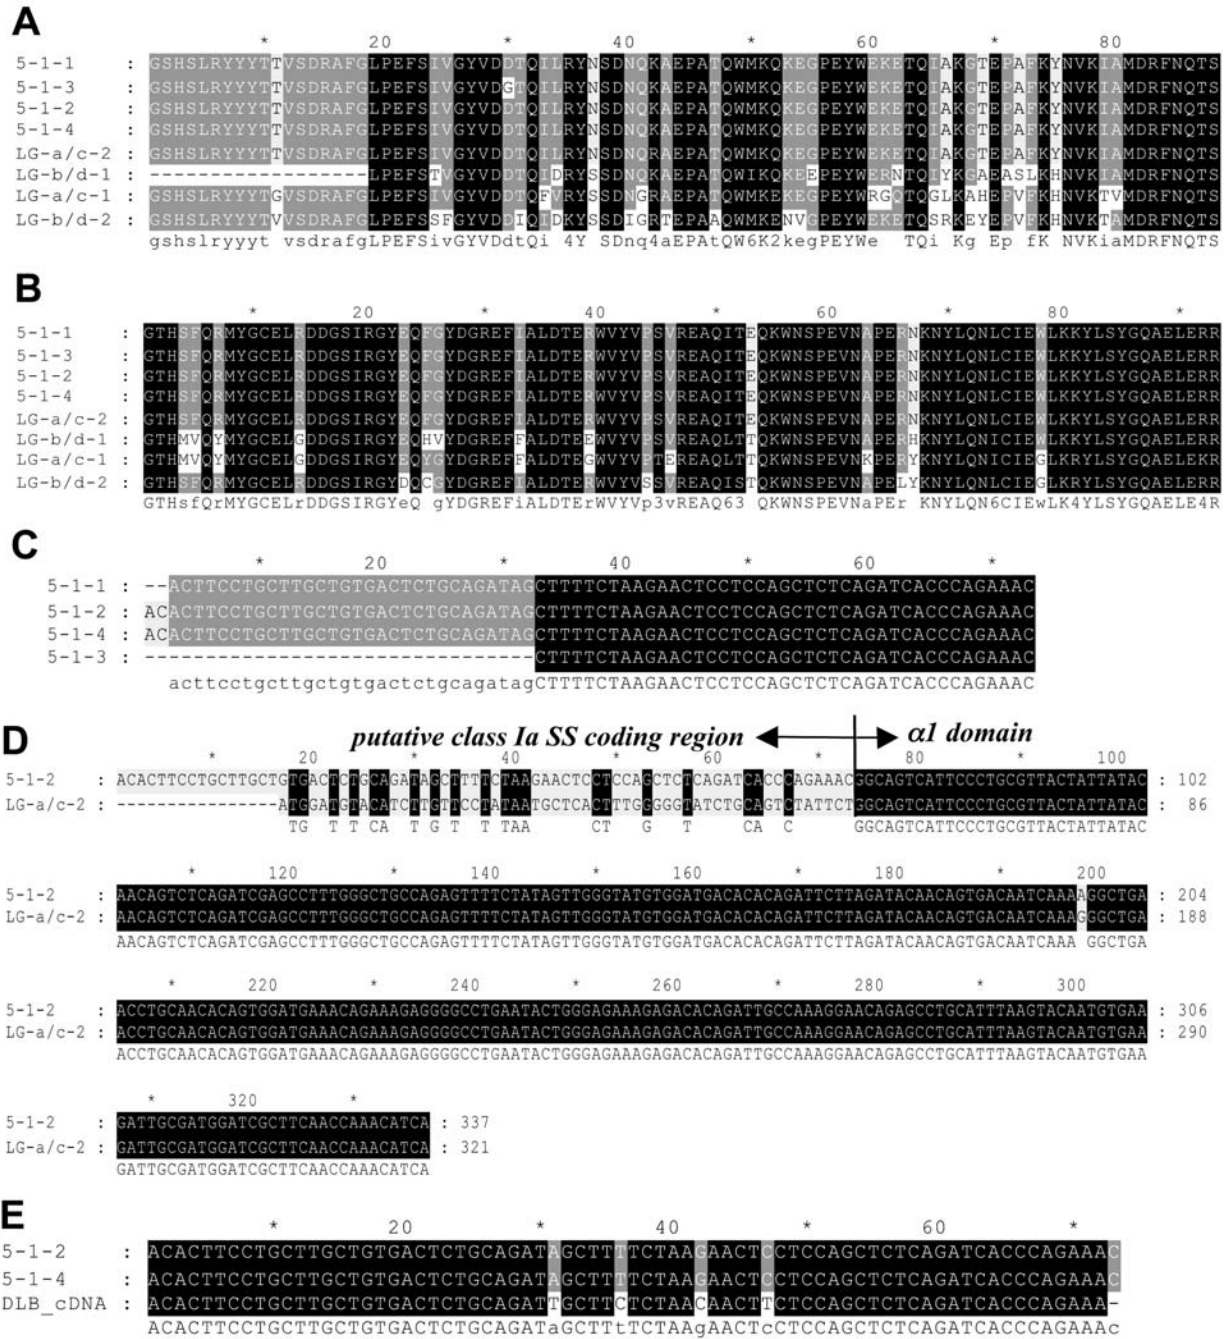 A
* 20 * 40 * 60 * 80
5-1-1 : GSHSLRYYYTTVSDRAFGLPEFSIVGYVDDTQILRYNSDNQKAEPATQWMKQKEGPEYWEKETQIAKGTEPAFKYNVKIAMDRFNQTS
5-1-3 : GSHSLRYYYTTVSDRAFGLPEFSIVGYVDGTQILRYNSDNQKAEPATQWMKQKEGPEYWEKETQIAKGTEPAFKYNVKIAMDRFNQTS
5-1-2 : GSHSLRYYYTTVSDRAFGLPEFSIVGYVDDTQILRYNSDNQKAEPATQWMKQKEGPEYWEKETQIAKGTEPAFKYNVKIAMDRFNQTS
5-1-4 : GSHSLRYYYTTVSDRAFGLPEFSIVGYVDDTQILRYNSDNQKAEPATQWMKQKEGPEYWEKETQIAKGTEPAFKYNVKIAMDRFNQTS
LG-a/c-2 : GSHSLRYYYTTVSDRAFGLPEFSIVGYVDDTQILRYNSDNQRAEPATQWMKQKEGPEYWEKETQIAKGTEPAFKYNVKIAMDRFNQTS
LG-b/d-1 : ------------------LPEFSTVGYVDDTQIDRYSSDNQKAEPATQWIKQKEEPEYWERNTQIYKGAEASLKHNVKIAMDRFNQTS
LG-a/c-1 : GSHSLRYYYTGVSDRAFGLPEFSIVGYVDDTQFVRYSSDNGRAEPATQWMKQKEGPEYWRGQTQGLKAHEPVFKHNVKTVMDRFNQTS
LG-b/d-2 : GSHSLRYYYTVVSDRAFGLPEFSSFGYVDDIQIDKYSSDIGRTEPAAQWMKENVGPEYWEKETQSRKEYEPVFKHNVKTAMDRFNQTS
gshslryyyt vsdrafgLPEFSivGYVDdtQi 4Y SDnq4aEPAtQW6K2kegPEYWe TQi Kg Ep fK NVKiaMDRFNQTS
B
* 20 * 40 * 60 * 80 *
5-1-1 : GTHSFQRMYGCELRDDGSIRGYEQFGYDGREFIALDTERWVYVPSVREAQITEQKWNSPEVNAPERNKNYLQNLCIEWLKKYLSYGQAELERR
5-1-3 : GTHSFQRMYGCELRDDGSIRGYEQFGYDGREFIALDTERWVYVPSVREAQITEQKWNSPEVNAPERNKNYLQNLCIEWLKKYLSYGQAELERR
5-1-2 : GTHSFQRMYGCELRDDGSIRGYEQFGYDGREFIALDTERWVYVPSVREAQITEQKWNSPEVNAPERNKNYLQNLCIEWLKKYLSYGQAELERR
5-1-4 : GTHSFQRMYGCELRDDGSIRGYEQFGYDGREFIALDTERWVYVPSVREAQITEQKWNSPEVNAPERNKNYLQNLCIEWLKKYLSYGQAELERR
LG-a/c-2 : GTHSFQRMYGCELRDDGSIRGYEQFGYDGREFIALDTERWVYVPSVREAQITEQKWNSPEVNAPERNKNYLQNLCIEWLKKYLSYGQAELERR
LG-b/d-1 : GTHMVQYMYGCELGDDGSIRGYEQHVYDGREFFALDTEEWVYVPSVREAQLTTQKWNSPEVNAPERHKNYLQNICIEWLKKYLSYGQAELERR
LG-a/c-1 : GTHMVQYMYGCELGDDGSIRGYEQYGYDGREFFALDTEGWVYVPTEREAQLTTQKWNSPEVNKPERYKNYLQNLCIEGLRKYLSYGQAELEKR
LG-b/d-2 : GTHSFQRMYGCELRDDGSIRGYDQCGYDGREFIALDTERWVYVSSVREAQISTQKWNSPEVNAPELYKNYLQNLCIEGLKRYLSYGQAELERR
GTHsfQrMYGCELrDDGSIRGYeQ gYDGREFiALDTErWVYVp3vREAQ63 QKWNSPEVNaPEr KNYLQN6CIEwLK4YLSYGQAELE4R
C
* 20 * 40 * 60 *
5-1-1 : --ACTTCCTGCTTGCTGTGACTCTGCAGATAGCTTTTCTAAGAACTCCTCCAGCTCTCAGATCACCCAGAAAC
5-1-2 : ACACTTCCTGCTTGCTGTGACTCTGCAGATAGCTTTTCTAAGAACTCCTCCAGCTCTCAGATCACCCAGAAAC
5-1-4 : ACACTTCCTGCTTGCTGTGACTCTGCAGATAGCTTTTCTAAGAACTCCTCCAGCTCTCAGATCACCCAGAAAC
5-1-3 : --------------------------------CTTTTCTAAGAACTCCTCCAGCTCTCAGATCACCCAGAAAC
acttcctgcttgctgtgactctgcagatagCTTTTCTAAGAACTCCTCCAGCTCTCAGATCACCCAGAAAC
D
putative class Ia SS coding region α1 domain
* 20 * 40 * 60 * 80 * 100
5-1-2 : ACACTTCCTGCTTGCTGTGACTCTGCAGATAGCTTTTCTAAGAACTCCTCCAGCTCTCAGATCACCCAGAAACGGCAGTCATTCCCTGCGTTACTATTATAC : 102
LG-a/c-2 : ----------------ATGGATGTACATCTTGTTCCTATAATGCTCACTTTGGGGGTATCTGCAGTCTATTCTGGCAGTCATTCCCTGCGTTACTATTATAC : 86
TG T T CA T G T T TAA CT G T CA C GGCAGTCATTCCCTGCGTTACTATTATAC
* 120 * 140 * 160 * 180 * 200
5-1-2 : AACAGTCTCAGATCGAGCCTTTGGGCTGCCAGAGTTTTCTATAGTTGGGTATGTGGATGACACACAGATTCTTAGATACAACAGTGACAATCAAAAGGCTGA : 204
LG-a/c-2 : AACAGTCTCAGATCGAGCCTTTGGGCTGCCAGAGTTTTCTATAGTTGGGTATGTGGATGACACACAGATTCTTAGATACAACAGTGACAATCAAAGGGCTGA : 188
AACAGTCTCAGATCGAGCCTTTGGGCTGCCAGAGTTTTCTATAGTTGGGTATGTGGATGACACACAGATTCTTAGATACAACAGTGACAATCAAA GGCTGA
* 220 * 240 * 260 * 280 * 300
5-1-2 : ACCTGCAACACAGTGGATGAAACAGAAAGAGGGGCCTGAATACTGGGAGAAAGAGACACAGATTGCCAAAGGAACAGAGCCTGCATTTAAGTACAATGTGAA : 306
LG-a/c-2 : ACCTGCAACACAGTGGATGAAACAGAAAGAGGGGCCTGAATACTGGGAGAAAGAGACACAGATTGCCAAAGGAACAGAGCCTGCATTTAAGTACAATGTGAA : 290
ACCTGCAACACAGTGGATGAAACAGAAAGAGGGGCCTGAATACTGGGAGAAAGAGACACAGATTGCCAAAGGAACAGAGCCTGCATTTAAGTACAATGTGAA
* 320 *
5-1-2 : GATTGCGATGGATCGCTTCAACCAAACATCA : 337
LG-a/c-2 : GATTGCGATGGATCGCTTCAACCAAACATCA : 321
GATTGCGATGGATCGCTTCAACCAAACATCA
E
* 20 * 40 * 60 *
5-1-2 : ACACTTCCTGCTTGCTGTGACTCTGCAGATAGCTTTTCTAAGAACTCCTCCAGCTCTCAGATCACCCAGAAAC
5-1-4 : ACACTTCCTGCTTGCTGTGACTCTGCAGATAGCTTTTCTAAGAACTCCTCCAGCTCTCAGATCACCCAGAAAC
DLB_cDNA : ACACTTCCTGCTTGCTGTGACTCTGCAGATTGCTTCTCTAACAACTTCTCCAGCTCTCAGATCACCCAGAAA-
ACACTTCCTGCTTGCTGTGACTCTGCAGATaGCTTtTCTAAgAACTcCTCCAGCTCTCAGATCACCCAGAAAc